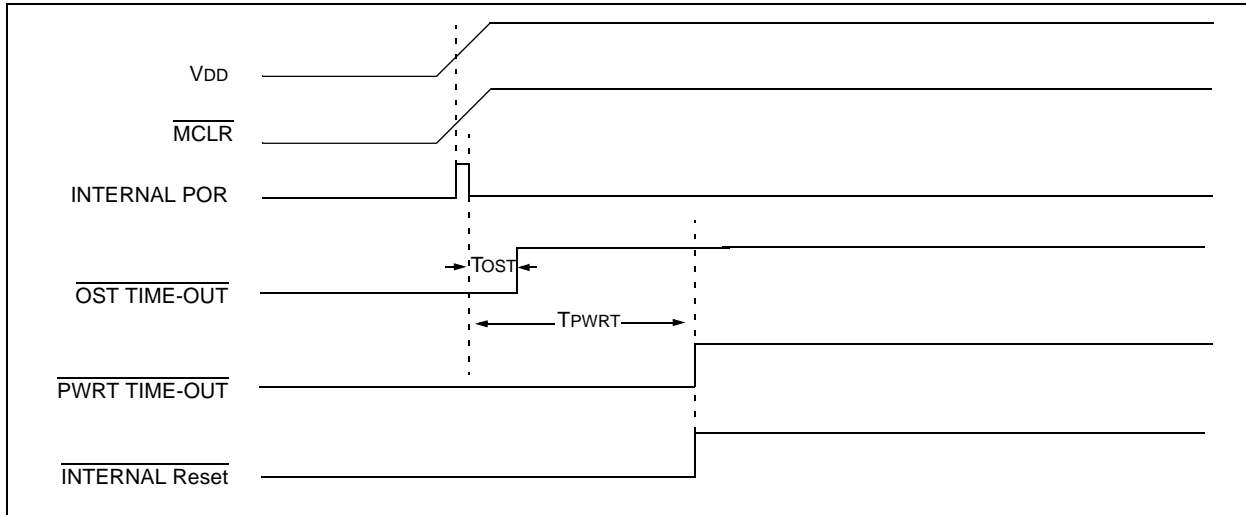 VDD
MCLR
INTERNAL POR
TOST
OST TIME-OUT
TPWRT
PWRT TIME-OUT
INTERNAL Reset